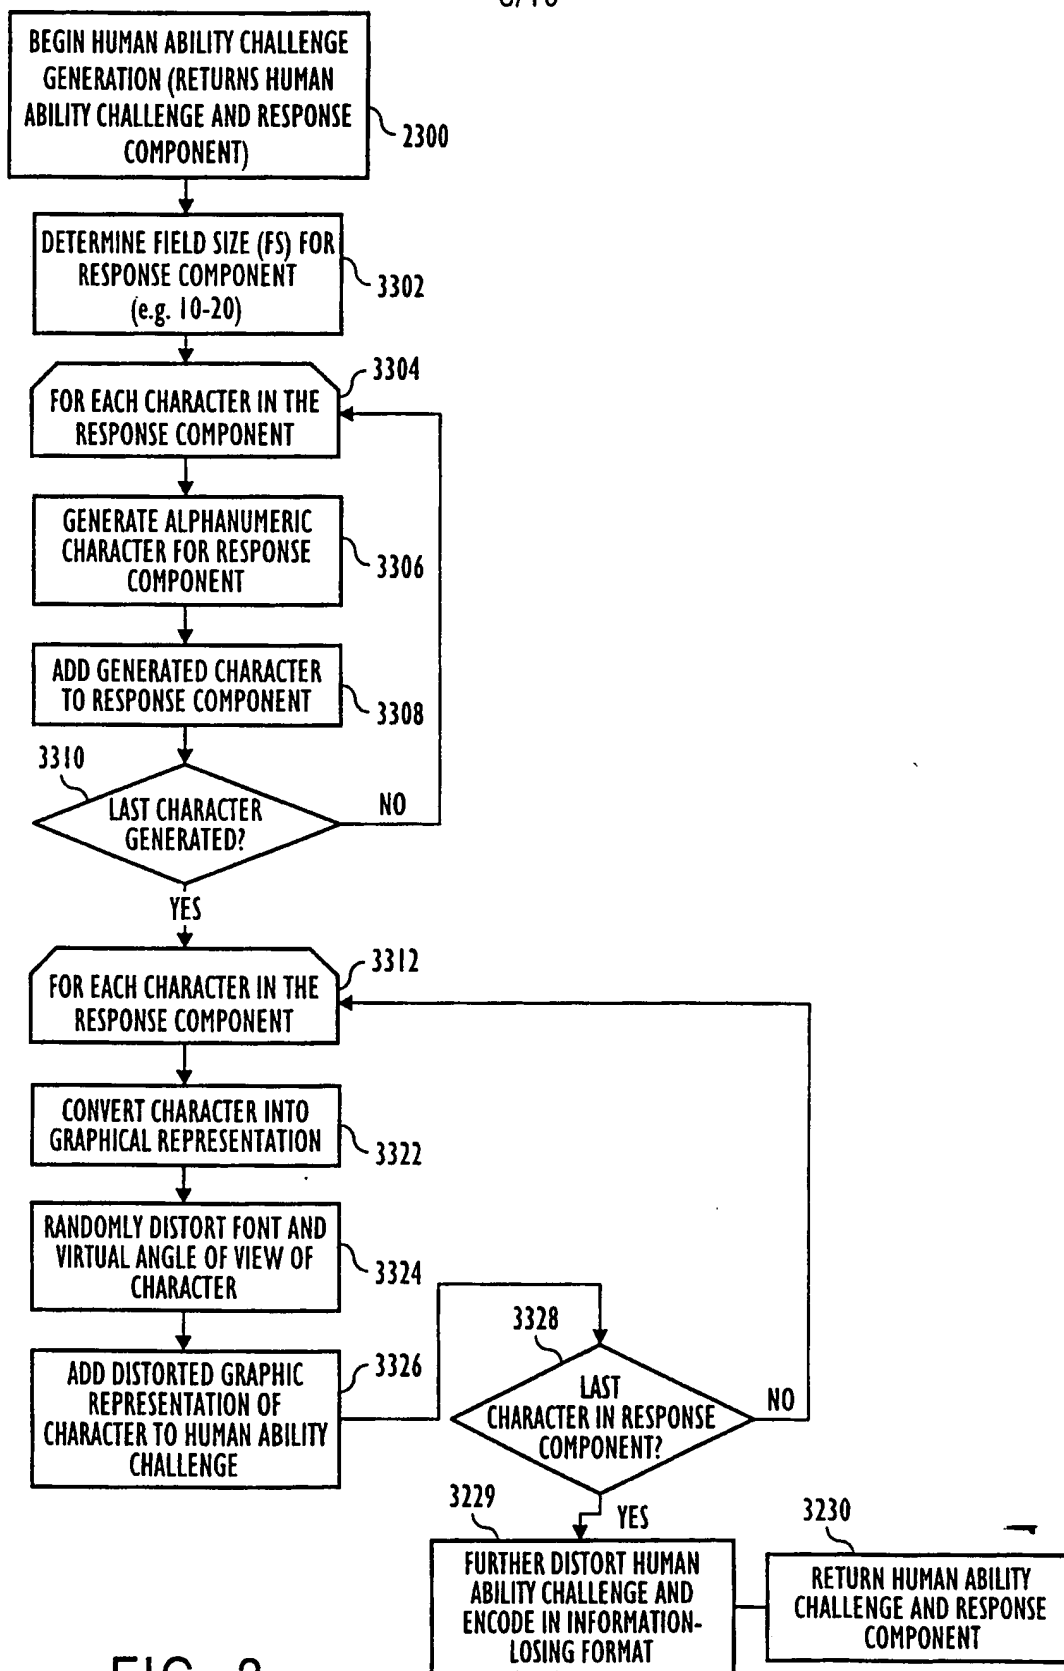 BEGIN HUMAN ABILITY CHALLENGE
GENERATION (RETURNS HUMAN
ABILITY CHALLENGE AND RESPONSE
COMPONENT)
2300
DETERMINE FIELD SIZE (FS) FOR
RESPONSE COMPONENT
(e.g. 10-20)
3302
3304
FOR EACH CHARACTER IN THE
RESPONSE COMPONENT
GENERATE ALPHANUMERIC
CHARACTER FOR RESPONSE
COMPONENT
3306
ADD GENERATED CHARACTER
TO RESPONSE COMPONENT
3308
3310
LAST CHARACTER
GENERATED?
NO
YES
3312
FOR EACH CHARACTER IN THE
RESPONSE COMPONENT
CONVERT CHARACTER INTO
GRAPHICAL REPRESENTATION
3322
RANDOMLY DISTORT FONT AND
VIRTUAL ANGLE OF VIEW OF
CHARACTER
3324
ADD DISTORTED GRAPHIC
REPRESENTATION OF
CHARACTER TO HUMAN ABILITY
CHALLENGE
3326
3328
LAST
CHARACTER IN RESPONSE
COMPONENT?
NO
YES
3229
FURTHER DISTORT HUMAN
ABILITY CHALLENGE AND
ENCODE IN INFORMATION-
LOSING FORMAT
3230
RETURN HUMAN ABILITY
CHALLENGE AND RESPONSE
COMPONENT
FIG.